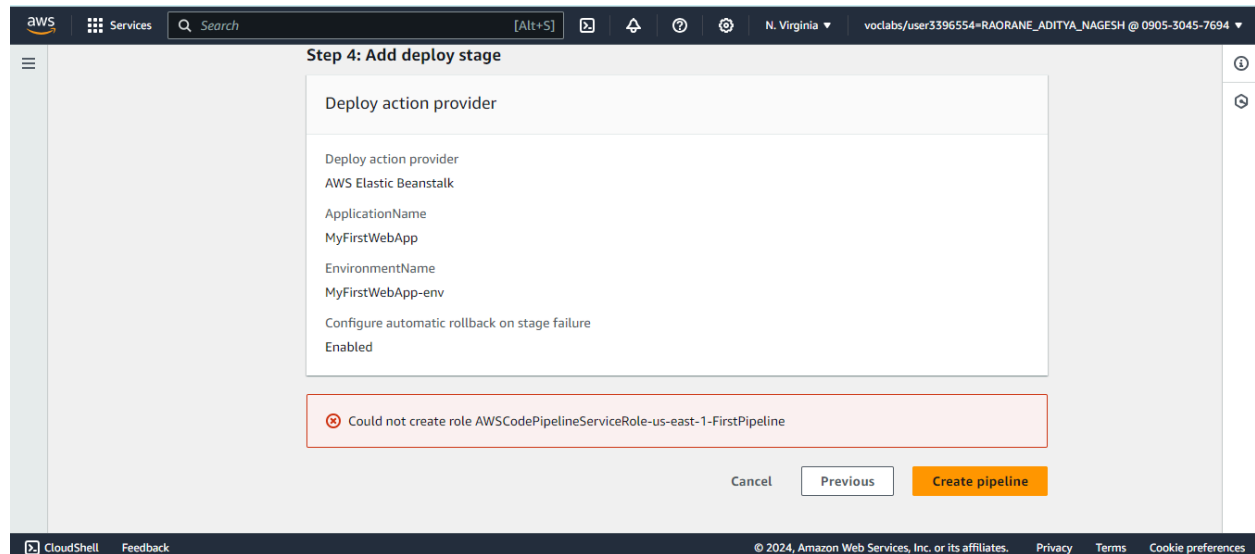 aws Services Search [Alt+S] N. Virginia ▼ voclabs/user3396554=RAORANE_ADITYA_NAGESH @ 0905-3045-7694 ▼
Step 4: Add deploy stage
Deploy action provider
Deploy action provider
AWS Elastic Beanstalk
ApplicationName
MyFirstWebApp
EnvironmentName
MyFirstWebApp-env
Configure automatic rollback on stage failure
Enabled
Could not create role AWSCodePipelineServiceRole-us-east-1-FirstPipeline
Cancel Previous Create pipeline
CloudShell Feedback © 2024, Amazon Web Services, Inc. or its affiliates. Privacy Terms Cookie preferences